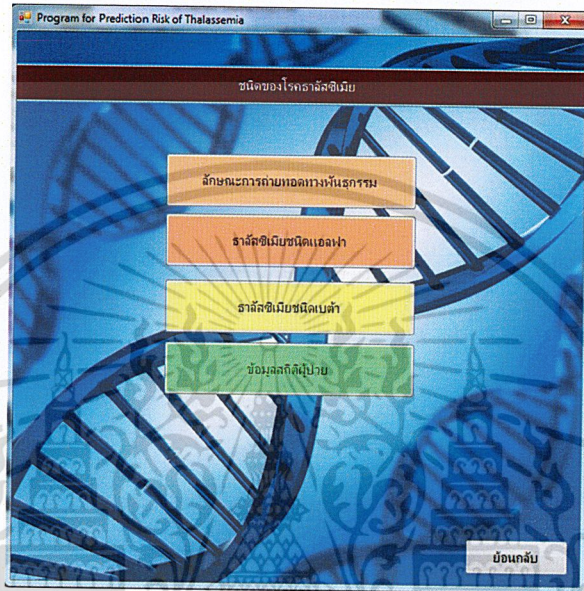 Program for Prediction Risk of Thalassemia
ชนิดของโรคธาลัสซีเมีย
ลักษณะการถ่ายทอดทางพันธุกรรม
ธาลัสซีเมียชนิดแอลฟา
ธาลัสซีเมียชนิดเบต้า
ข้อมูลสถิติผู้ป่วย
ย้อนกลับ